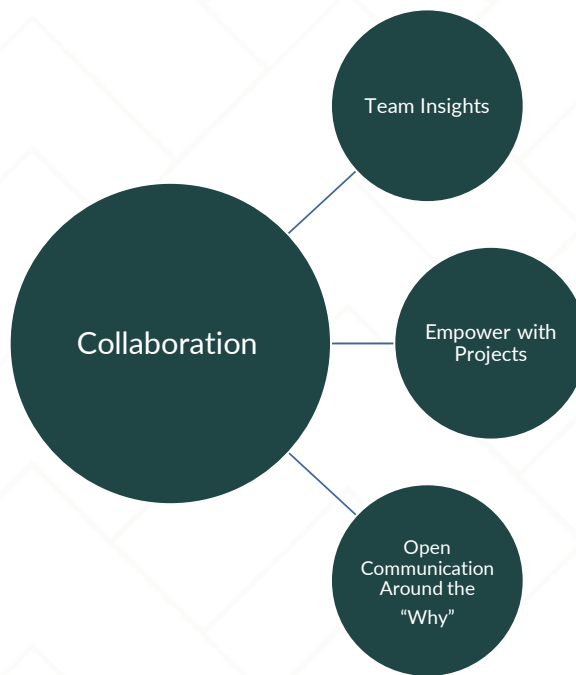 Team Insights
Collaboration
Empower with
Projects
Open
Communication
Around the
“Why”